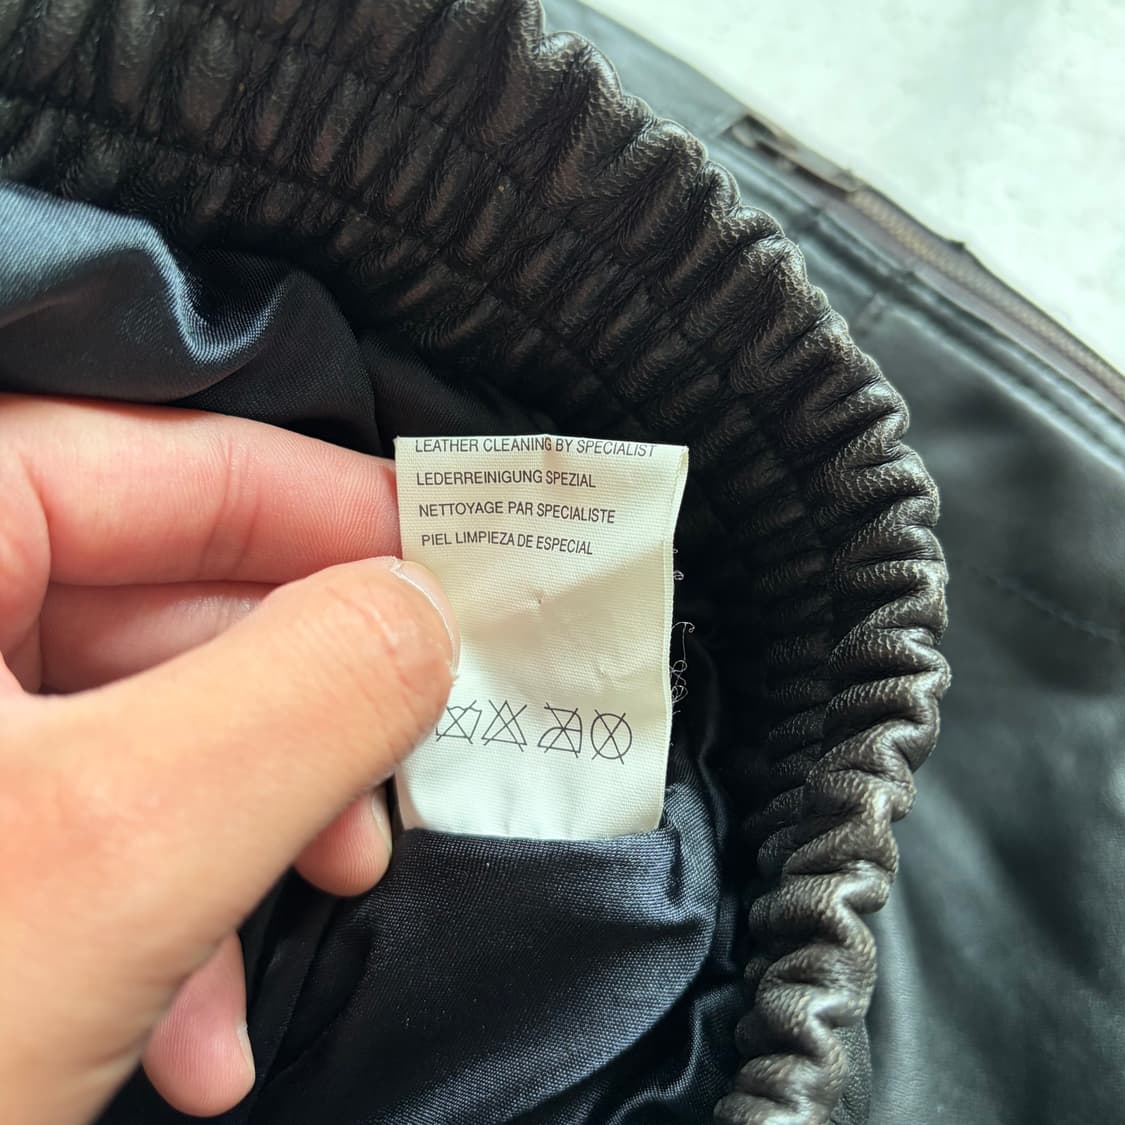 LEATHER CLEANING BY SPECIALIST
LEDERREINIGUNG SPEZIAL
NETTOYAGE PAR SPECIALISTE
PIEL LIMPIEZA DE ESPECIAL